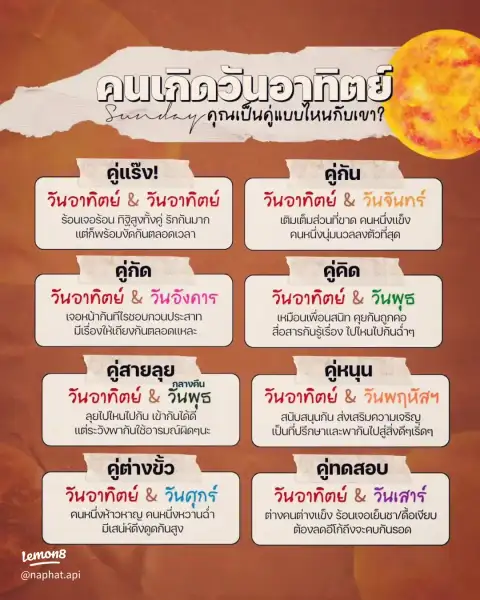 คนเกิดวันอาทิตย์
Sunday คุณเป็นคู่แบบไหนกับเขา?
คู่แร๊ง!
วันอาทิตย์ & วันอาทิตย์
ร้อนเจอร้อน ทิฐิสูงทั้งคู่ รักกันมาก
แต่ก็พร้อมงัดกันตลอดเวลา
คู่กัน
วันอาทิตย์ & วันจันทร์
เติมเต็มส่วนที่ขาด คนหนึ่งแข็ง
คนหนึ่งนุ่มนวลลงตัวที่สุด
คู่กัด
วันอาทิตย์ & วันอังคาร
เจอหน้ากันทีไรชอบกวนประสาท
มีเรื่องให้เถียงกันตลอดแหละ
คู่คิด
วันอาทิตย์ & วันพุธ
เหมือนเพื่อนสนิท คุยกันถูกคอ
สื่อสารกันรู้เรื่อง ไปไหนไปกันฉ่ำๆ
คู่สายลุย
กลางคืน
วันอาทิตย์ & วันพุธ
ลุยไปไหนไปกัน เข้ากันได้ดี
แต่ระวังพากันใช้อารมณ์ผิดๆนะ
คู่หนุน
วันอาทิตย์ & วันพฤหัสฯ
สนับสนุนกัน ส่งเสริมความเจริญ
เป็นที่ปรึกษาและพากันไปสู่สิ่งดีๆเริ่ดๆ
คู่ต่างขั้ว
วันอาทิตย์ & วันศุกร์
คนหนึ่งห้าวหาญ คนหนึ่งหวานฉ่ำ
มีเสน่ห์ดึงดูดกันสูง
คู่ทดสอบ
วันอาทิตย์ & วันเสาร์
ต่างคนต่างแข็ง ร้อนเจอเย็นชา/ดื้อเงียบ
ต้องลดอีโก้ถึงจะคบกันรอด
lemon8
@naphat.api